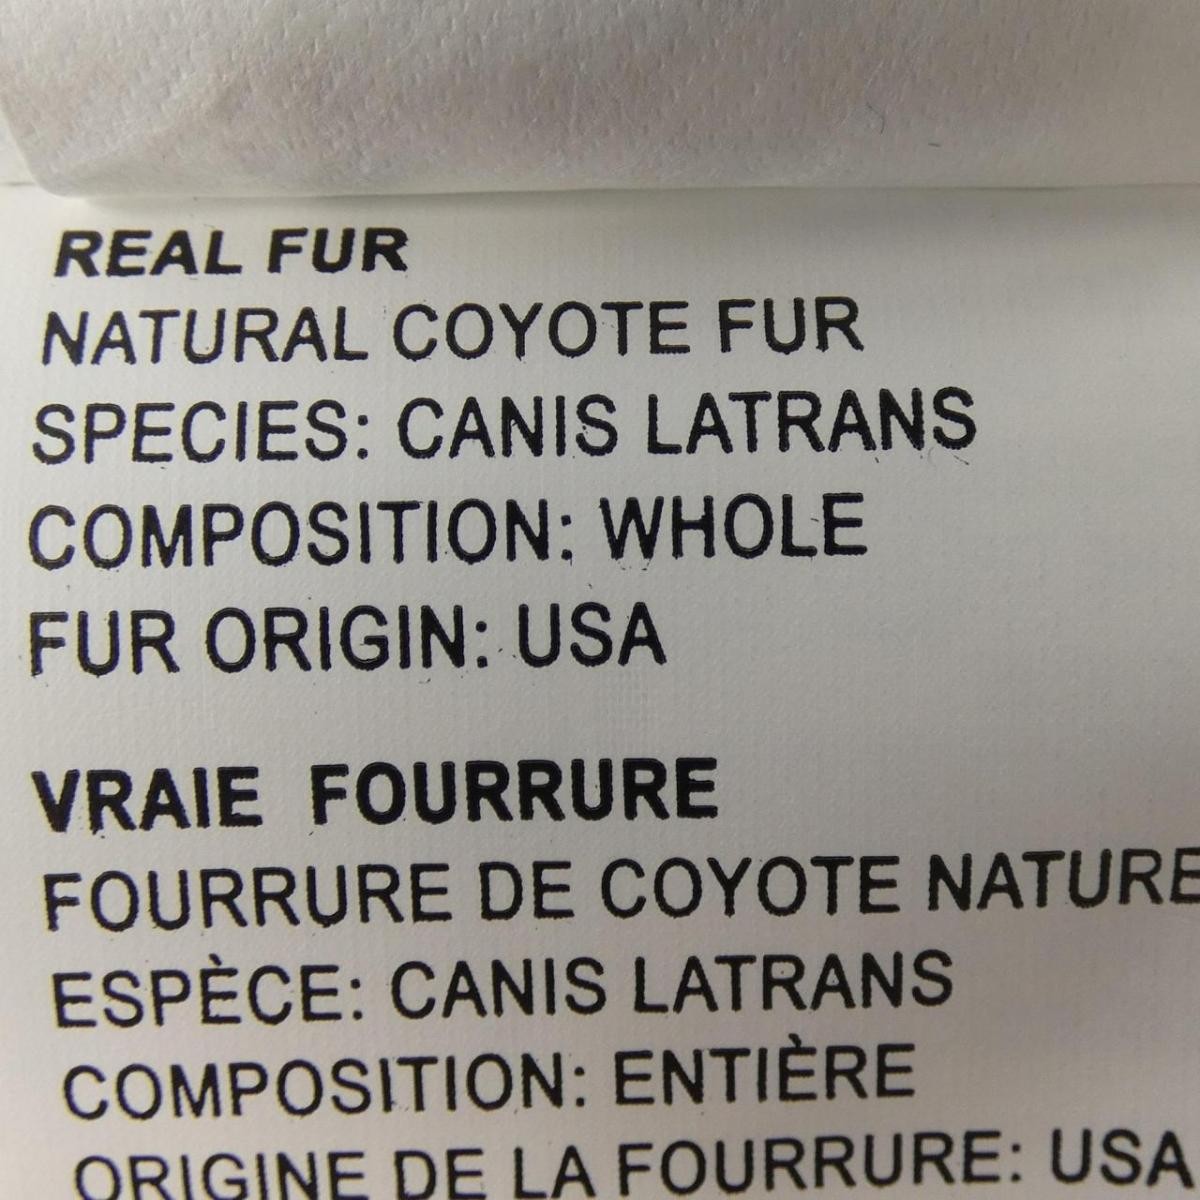 REAL FUR
NATURAL COYOTE FUR
SPECIES: CANIS LATRANS
COMPOSITION: WHOLE
FUR ORIGIN: USA
VRAIE FOURRURE
FOURRURE DE COYOTE NATURE
ESPÈCE: CANIS LATRANS
COMPOSITION: ENTIÈRE
ORIGINE DE LA FOURRURE: USA